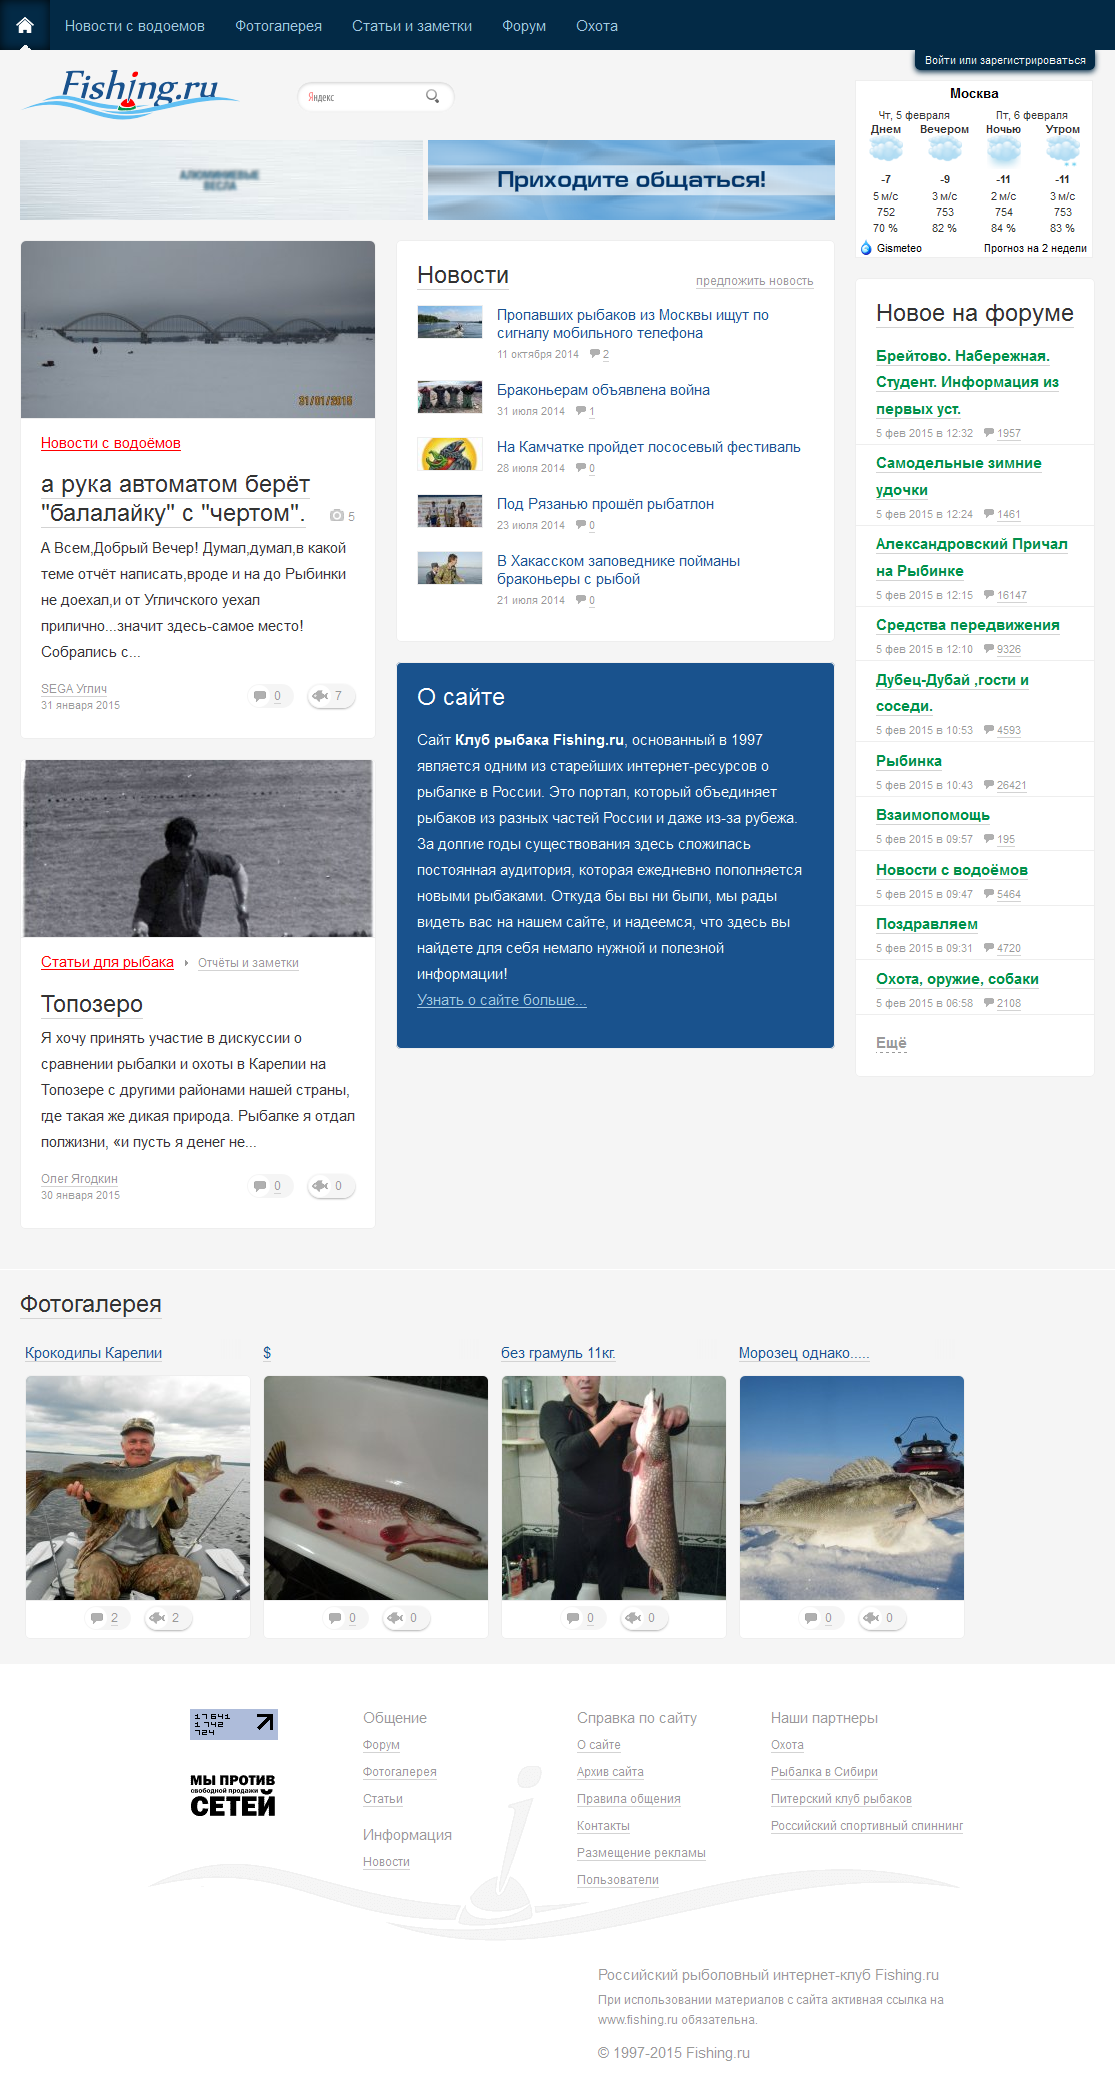 Новости с водоемов
Фотогалерея
Статьи и заметки
Форум
Охота
Войти или зарегистрироваться
Fishing.ru
Яндекс
АЛЮМИНИЕВЫЕ
ВЕСЛА
Приходите общаться!
Москва
Чт, 5 февраля Пт, 6 февраля
Днем Вечером Ночью Утром
-7 -9 -11 -11
5 м/с 3 м/с 2 м/с 3 м/с
752 753 754 753
70 % 82 % 84 % 83 %
Gismeteo Прогноз на 2 недели
31/01/2015
Новости с водоёмов
а рука автоматом берёт
"балалайку" с "чертом". 5
А Всем,Добрый Вечер! Думал,думал,в какой
теме отчёт написать,вроде и на до Рыбинки
не доехал,и от Угличского уехал
прилично...значит здесь-самое место!
Собрались с...
SEGA Углич
31 января 2015
0 7
Статьи для рыбака Отчёты и заметки
Топозеро
Я хочу принять участие в дискуссии о
сравнении рыбалки и охоты в Карелии на
Топозере с другими районами нашей страны,
где такая же дикая природа. Рыбалке я отдал
полжизни, «и пусть я денег не...
Олег Ягодкин
30 января 2015
0 0
Новости предложить новость
Пропавших рыбаков из Москвы ищут по
сигналу мобильного телефона
11 октября 2014 2
Браконьерам объявлена война
31 июля 2014 1
На Камчатке пройдет лососевый фестиваль
28 июля 2014 0
Под Рязанью прошёл рыбатлон
23 июля 2014 0
В Хакасском заповеднике пойманы
браконьеры с рыбой
21 июля 2014 0
О сайте
Сайт Клуб рыбака Fishing.ru, основанный в 1997
является одним из старейших интернет-ресурсов о
рыбалке в России. Это портал, который объединяет
рыбаков из разных частей России и даже из-за рубежа.
За долгие годы существования здесь сложилась
постоянная аудитория, которая ежедневно пополняется
новыми рыбаками. Откуда бы вы ни были, мы рады
видеть вас на нашем сайте, и надеемся, что здесь вы
найдете для себя немало нужной и полезной
информации!
Узнать о сайте больше...
Новое на форуме
Брейтово. Набережная.
Студент. Информация из
первых уст.
5 фев 2015 в 12:32 1957
Самодельные зимние
удочки
5 фев 2015 в 12:24 1461
Александровский Причал
на Рыбинке
5 фев 2015 в 12:15 16147
Средства передвижения
5 фев 2015 в 12:10 9326
Дубец-Дубай ,гости и
соседи.
5 фев 2015 в 10:53 4593
Рыбинка
5 фев 2015 в 10:43 26421
Взаимопомощь
5 фев 2015 в 09:57 195
Новости с водоёмов
5 фев 2015 в 09:47 5464
Поздравляем
5 фев 2015 в 09:31 4720
Охота, оружие, собаки
5 фев 2015 в 06:58 2108
Ещё
Фотогалерея
Крокодилы Карелии
2 2
$
0 0
без грамуль 11кг.
0 0
Морозец однако.....
0 0
17641
1742
724
МЫ ПРОТИВ
свободной продажи
СЕТЕЙ
Общение
Форум
Фотогалерея
Статьи
Информация
Новости
Справка по сайту
О сайте
Архив сайта
Правила общения
Контакты
Размещение рекламы
Пользователи
Наши партнеры
Охота
Рыбалка в Сибири
Питерский клуб рыбаков
Российский спортивный спиннинг
Российский рыболовный интернет-клуб Fishing.ru
При использовании материалов с сайта активная ссылка на
www.fishing.ru обязательна.
© 1997-2015 Fishing.ru